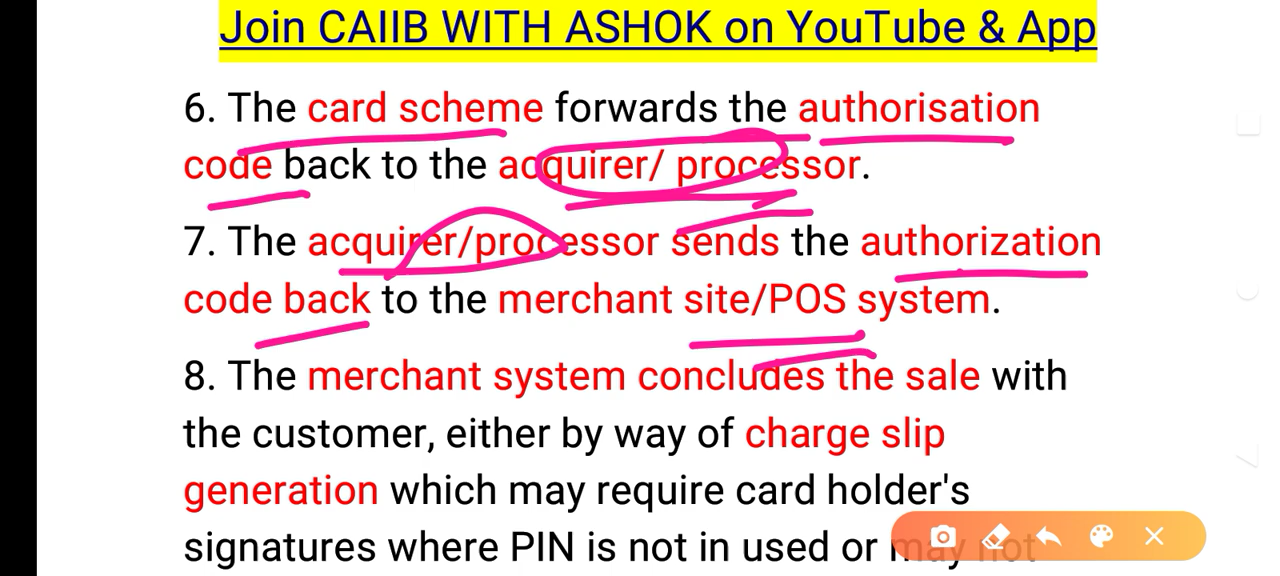 Join CAIIB WITH ASHOK on YouTube & App
6. The card scheme forwards the authorisation
code back to the acquirer/ processor.
7. The acquirer/processor sends the authorization
code back to the merchant site/POS system.
8. The merchant system concludes the sale with
the customer, either by way of charge slip
generation which may require card holder's
signatures where PIN is not in used or may not